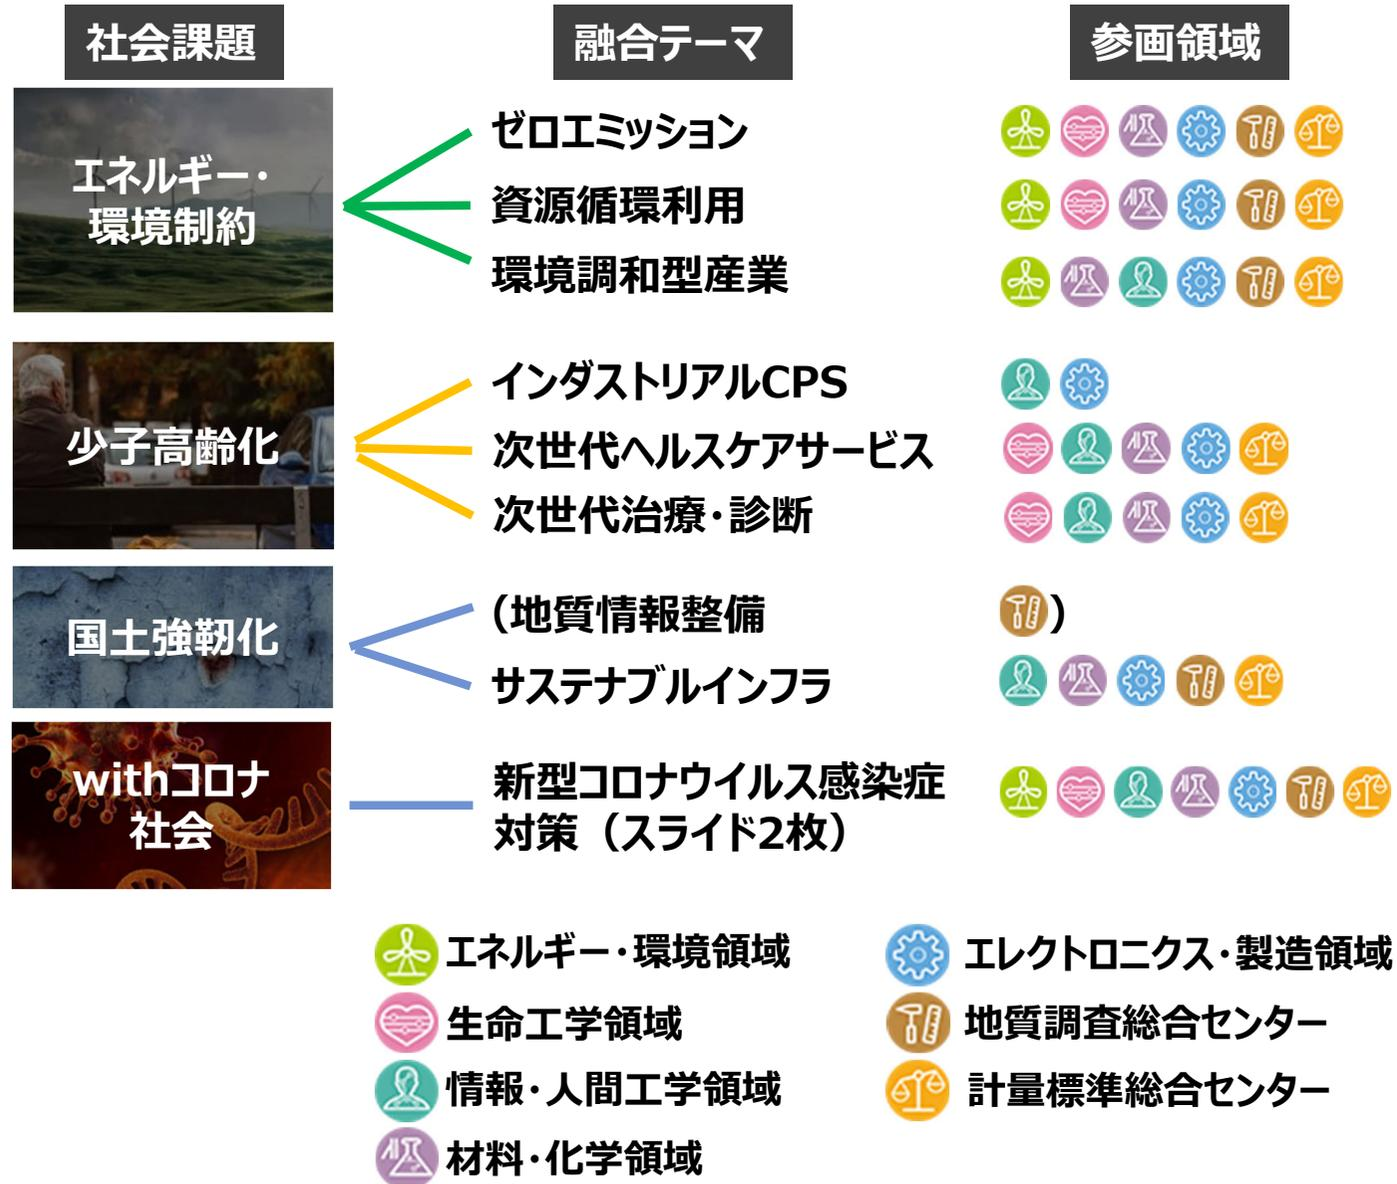 社会課題
融合テーマ
参画領域
エネルギー・
環境制約
ゼロエミッション
資源循環利用
環境調和型産業
少子高齢化
インダストリアルCPS
次世代ヘルスケアサービス
次世代治療・診断
国土強靭化
(地質情報整備
)
サステナブルインフラ
withコロナ
社会
新型コロナウイルス感染症
対策（スライド2枚）
エネルギー・環境領域
生命工学領域
情報・人間工学領域
材料・化学領域
エレクトロニクス・製造領域
地質調査総合センター
計量標準総合センター